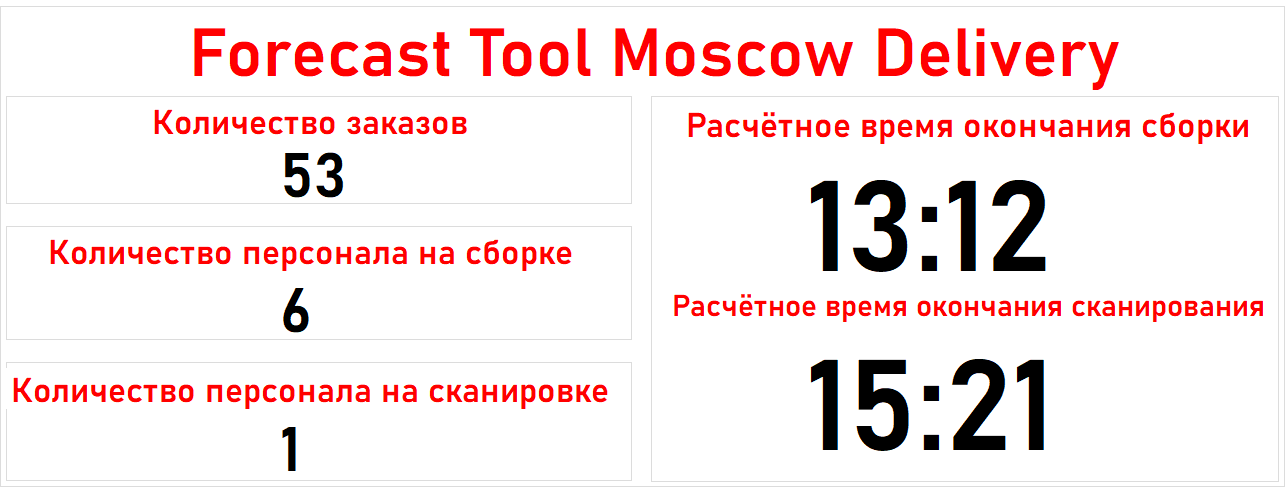 Forecast Tool Moscow Delivery
Количество заказов
53
Количество персонала на сборке
6
Количество персонала на сканировке
1
Расчётное время окончания сборки
13:12
Расчётное время окончания сканирования
15:21